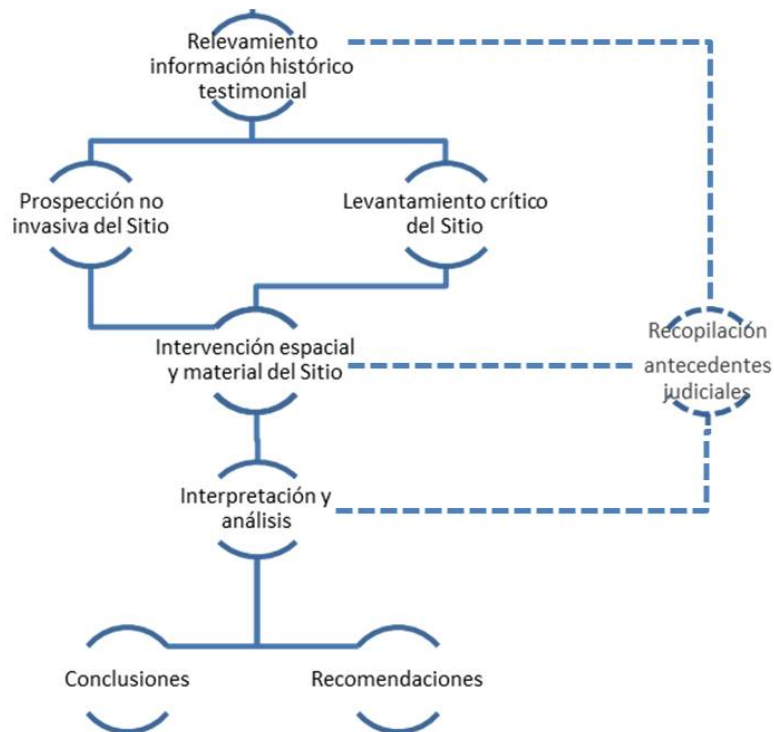 Relevamiento
información histórico
testimonial
Prospección no
invasiva del Sitio
Levantamiento crítico
del Sitio
Intervención espacial
y material del Sitio
Recopilación
antecedentes
judiciales
Interpretación y
análisis
Conclusiones
Recomendaciones